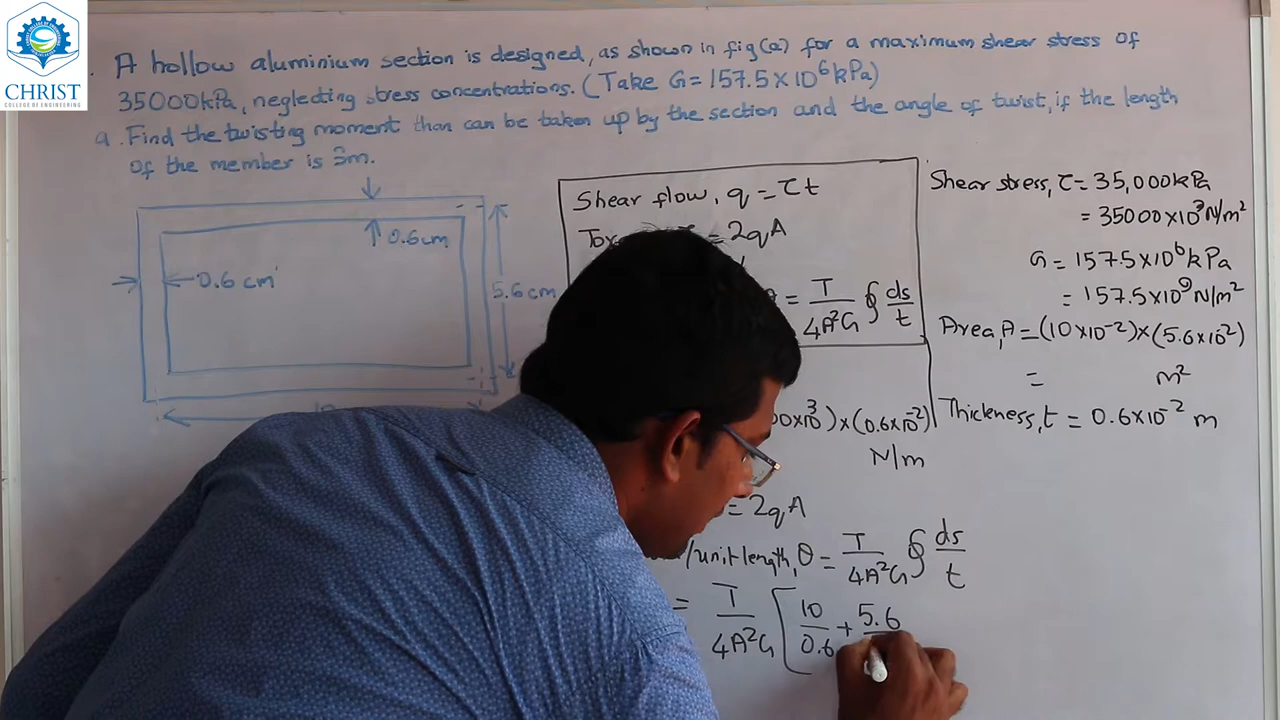 CHRIST
COLLEGE OF ENGINEERING
A hollow aluminium section is designed, as shown in fig(a) for a maximum shear stress of
35000kPa, neglecting stress concentrations. (Take G=157.5×10⁶kPa)
a. Find the twisting moment than can be taken up by the section and the angle of twist, if the length
of the member is 3m.
0.6cm
0.6 cm
5.6 cm
Shear flow, q = τt
= 2qA
= T/4A²G ∮ ds/t
Shear stress, τ = 35,000kPa
= 35000×10³N/m²
G = 157.5×10⁶kPa
= 157.5×10⁹N/m²
Area, A = (10×10⁻²)×(5.6×10⁻²)
= m²
Thickness, t = 0.6×10⁻² m
00×10³)×(0.6×10⁻²)
N/m
= 2qA
/unit length, θ = T/4A²G ∮ ds/t
= T/4A²G [10/0.6 + 5.6